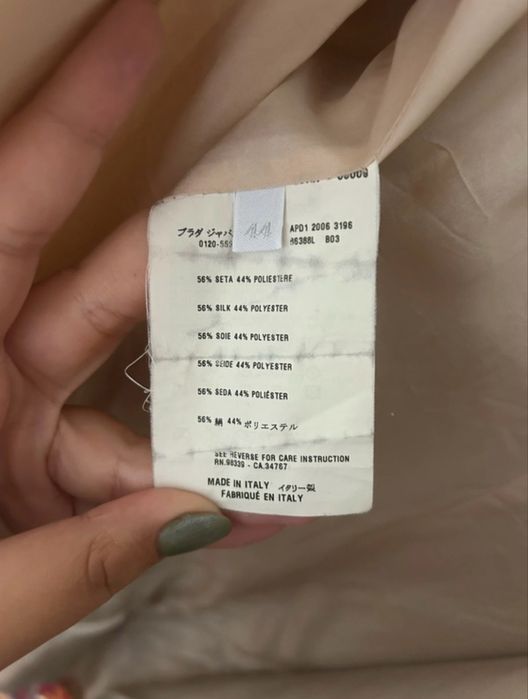 プラダ ジャパ
APD1 2006 3196
0120-55
86388L B03
44
56% SETA 44% POLIESTERE
56% SILK 44% POLYESTER
56% SOIE 44% POLYESTER
56% SEIDE 44% POLYESTER
56% SEDA 44% POLIÉSTER
56% 絹 44% ポリエステル
SEE REVERSE FOR CARE INSTRUCTION
RN.98339 - CA.34767
MADE IN ITALY イタリー製
FABRIQUÉ EN ITALY